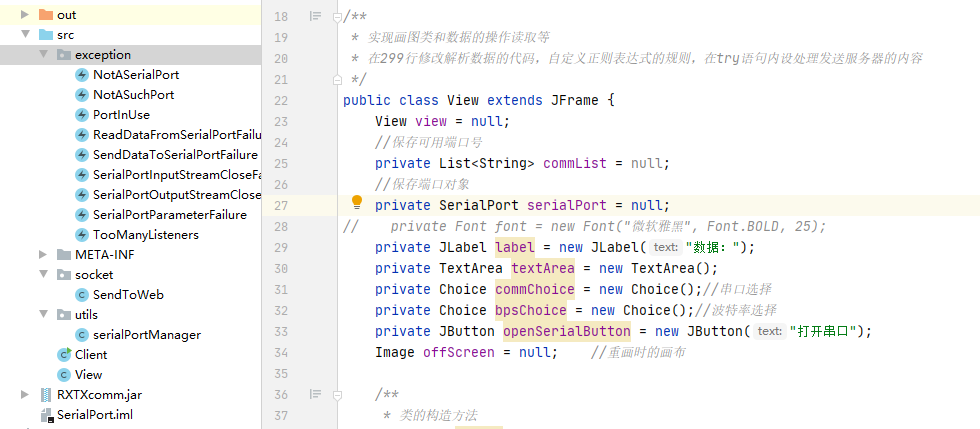 out
src
exception
NotASerialPort
NotASuchPort
PortInUse
ReadDataFromSerialPortFailu
SendDataToSerialPortFailure
SerialPortInputStreamCloseFa
SerialPortOutputStreamClose
SerialPortParameterFailure
TooManyListeners
META-INF
socket
SendToWeb
utils
serialPortManager
Client
View
RXTXcomm.jar
SerialPort.iml
18 /**
19 * 实现画图类和数据的操作读取等
20 * 在299行修改解析数据的代码，自定义正则表达式的规则，在try语句内设处理发送服务器的内容
21 */
22 public class View extends JFrame {
23 View view = null;
24 //保存可用端口号
25 private List<String> commList = null;
26 //保存端口对象
27 private SerialPort serialPort = null;
28 // private Font font = new Font("微软雅黑", Font.BOLD, 25);
29 private JLabel label = new JLabel( text: "数据：");
30 private TextArea textArea = new TextArea();
31 private Choice commChoice = new Choice();//串口选择
32 private Choice bpsChoice = new Choice();//波特率选择
33 private JButton openSerialButton = new JButton( text: "打开串口");
34 Image offScreen = null; //重画时的画布
35
36 /**
37 * 类的构造方法